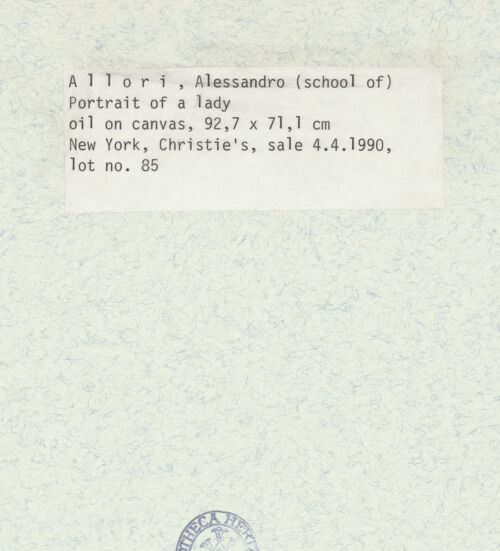 A l l o r i , Alessandro (school of)
Portrait of a lady
oil on canvas, 92,7 x 71,1 cm
New York, Christie's, sale 4.4.1990,
lot no. 85